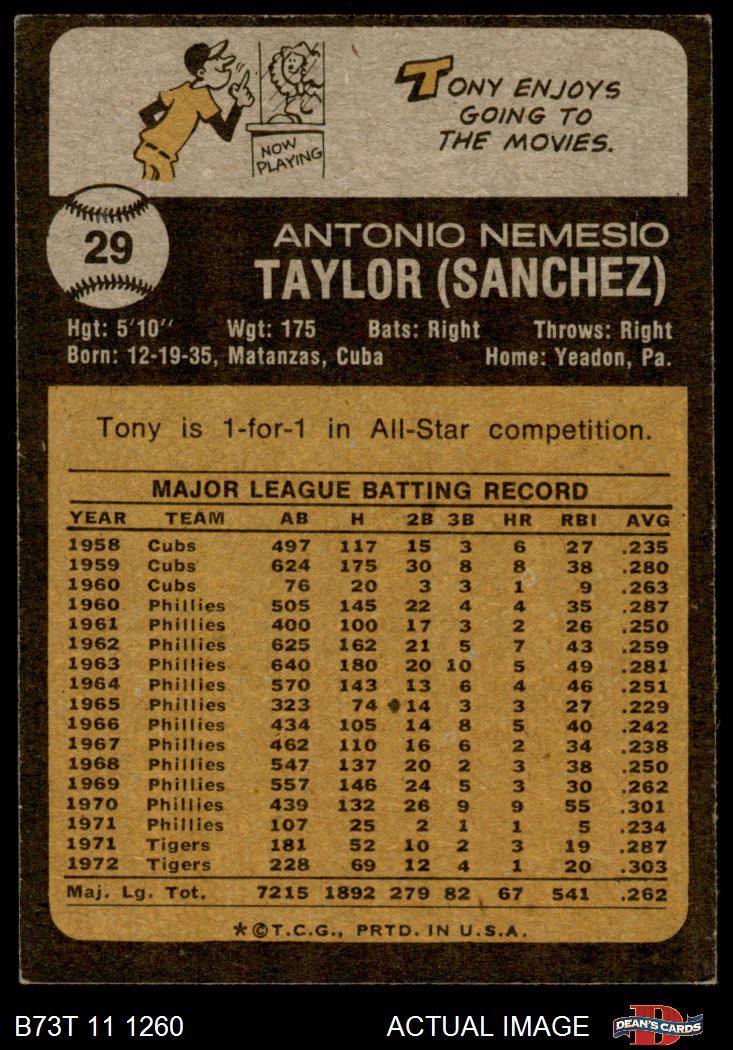 TONY ENJOYS
GOING TO
THE MOVIES.
NOW
PLAYING
29
ANTONIO NEMESIO
TAYLOR (SANCHEZ)
Hgt: 5'10" Wgt: 175 Bats: Right Throws: Right
Born: 12-19-35, Matanzas, Cuba Home: Yeadon, Pa.
Tony is 1-for-1 in All-Star competition.
MAJOR LEAGUE BATTING RECORD
YEAR TEAM AB H 2B 3B HR RBI AVG
1958 Cubs 497 117 15 3 6 27 .235
1959 Cubs 624 175 30 8 8 38 .280
1960 Cubs 76 20 3 3 1 9 .263
1960 Phillies 505 145 22 4 4 35 .287
1961 Phillies 400 100 17 3 2 26 .250
1962 Phillies 625 162 21 5 7 43 .259
1963 Phillies 640 180 20 10 5 49 .281
1964 Phillies 570 143 13 6 4 46 .251
1965 Phillies 323 74 14 3 3 27 .229
1966 Phillies 434 105 14 8 5 40 .242
1967 Phillies 462 110 16 6 2 34 .238
1968 Phillies 547 137 20 2 3 38 .250
1969 Phillies 557 146 24 5 3 30 .262
1970 Phillies 439 132 26 9 9 55 .301
1971 Phillies 107 25 2 1 1 5 .234
1971 Tigers 181 52 10 2 3 19 .287
1972 Tigers 228 69 12 4 1 20 .303
Maj. Lg. Tot. 7215 1892 279 82 67 541 .262
*©T.C.G., PRTD. IN U.S.A.
B73T 11 1260 ACTUAL IMAGE D DEAN'S CARDS